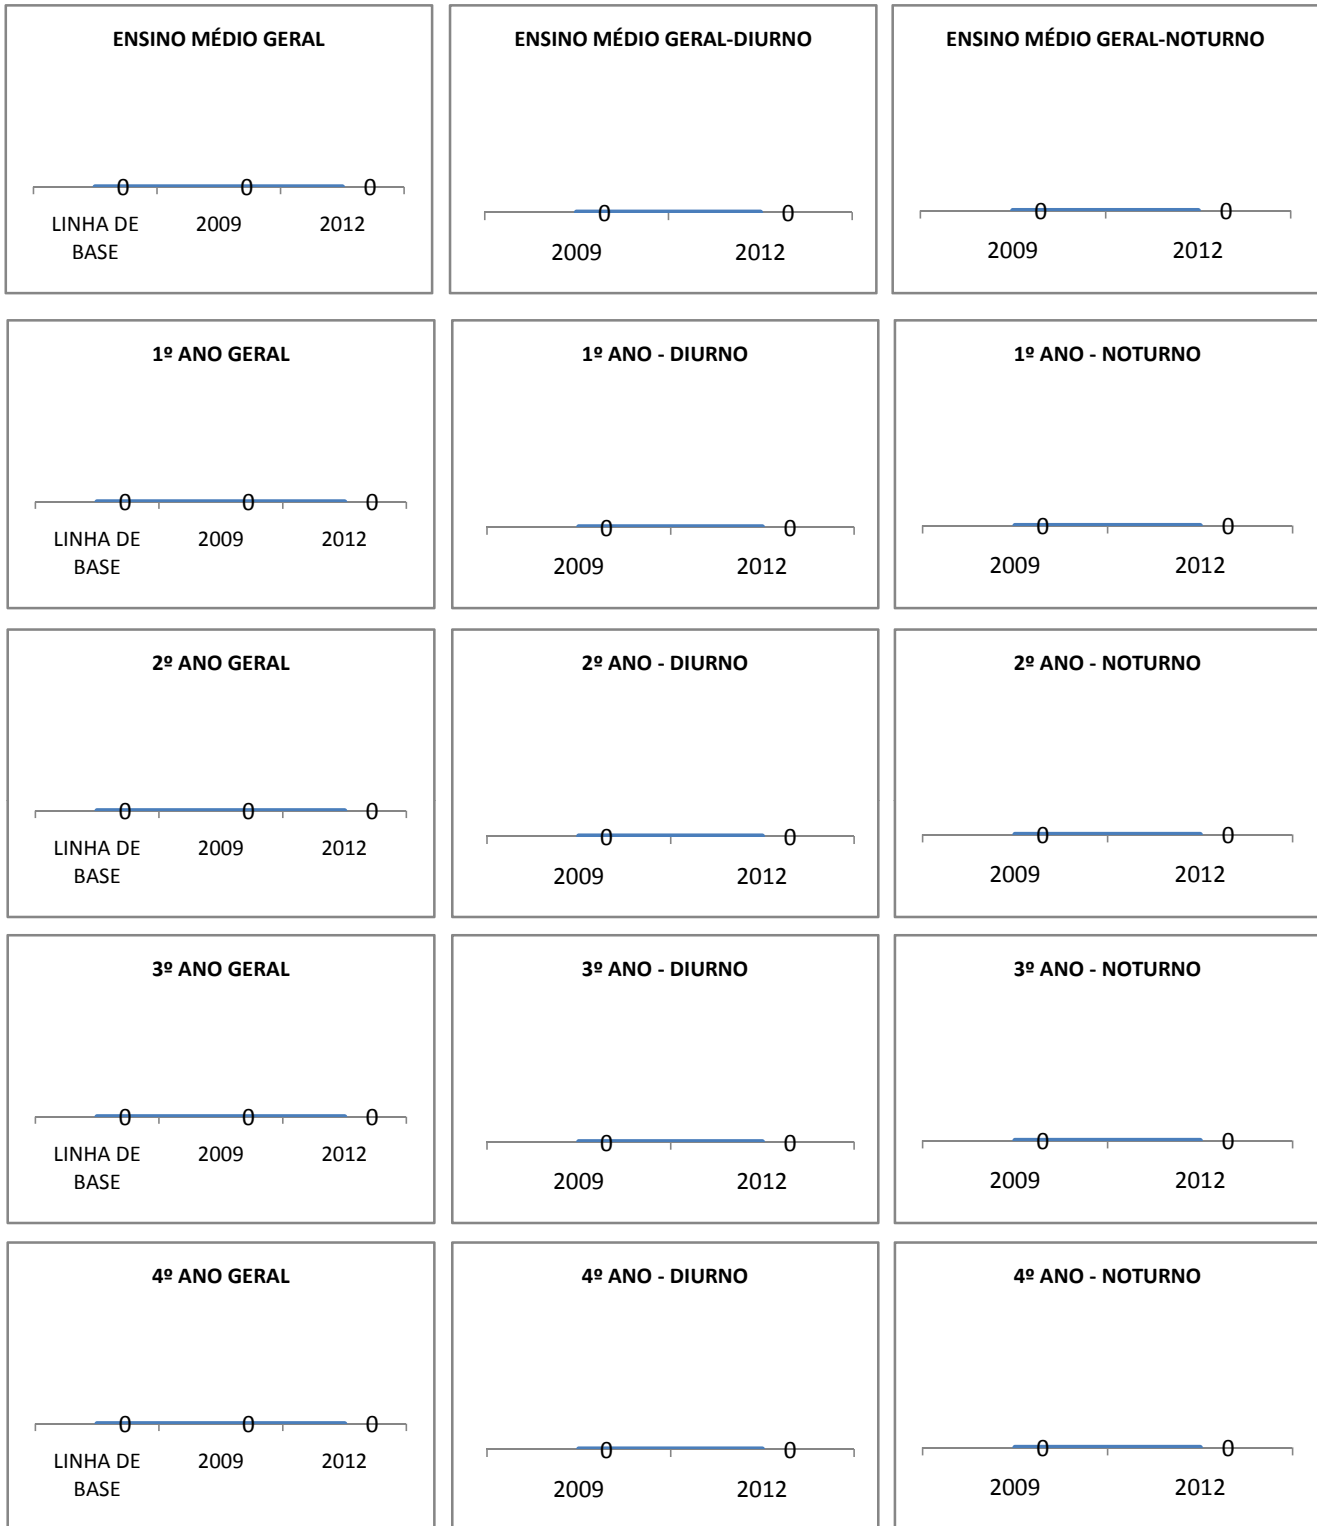 ENSINO MÉDIO GERAL
0 0 0
LINHA DE
BASE
2009 2012
ENSINO MÉDIO GERAL-DIURNO
0 0
2009 2012
ENSINO MÉDIO GERAL-NOTURNO
0 0
2009 2012
1º ANO GERAL
0 0 0
LINHA DE
BASE
2009 2012
1º ANO - DIURNO
0 0
2009 2012
1º ANO - NOTURNO
0 0
2009 2012
2º ANO GERAL
0 0 0
LINHA DE
BASE
2009 2012
2º ANO - DIURNO
0 0
2009 2012
2º ANO - NOTURNO
0 0
2009 2012
3º ANO GERAL
0 0 0
LINHA DE
BASE
2009 2012
3º ANO - DIURNO
0 0
2009 2012
3º ANO - NOTURNO
0 0
2009 2012
4º ANO GERAL
0 0 0
LINHA DE
BASE
2009 2012
4º ANO - DIURNO
0 0
2009 2012
4º ANO - NOTURNO
0 0
2009 2012